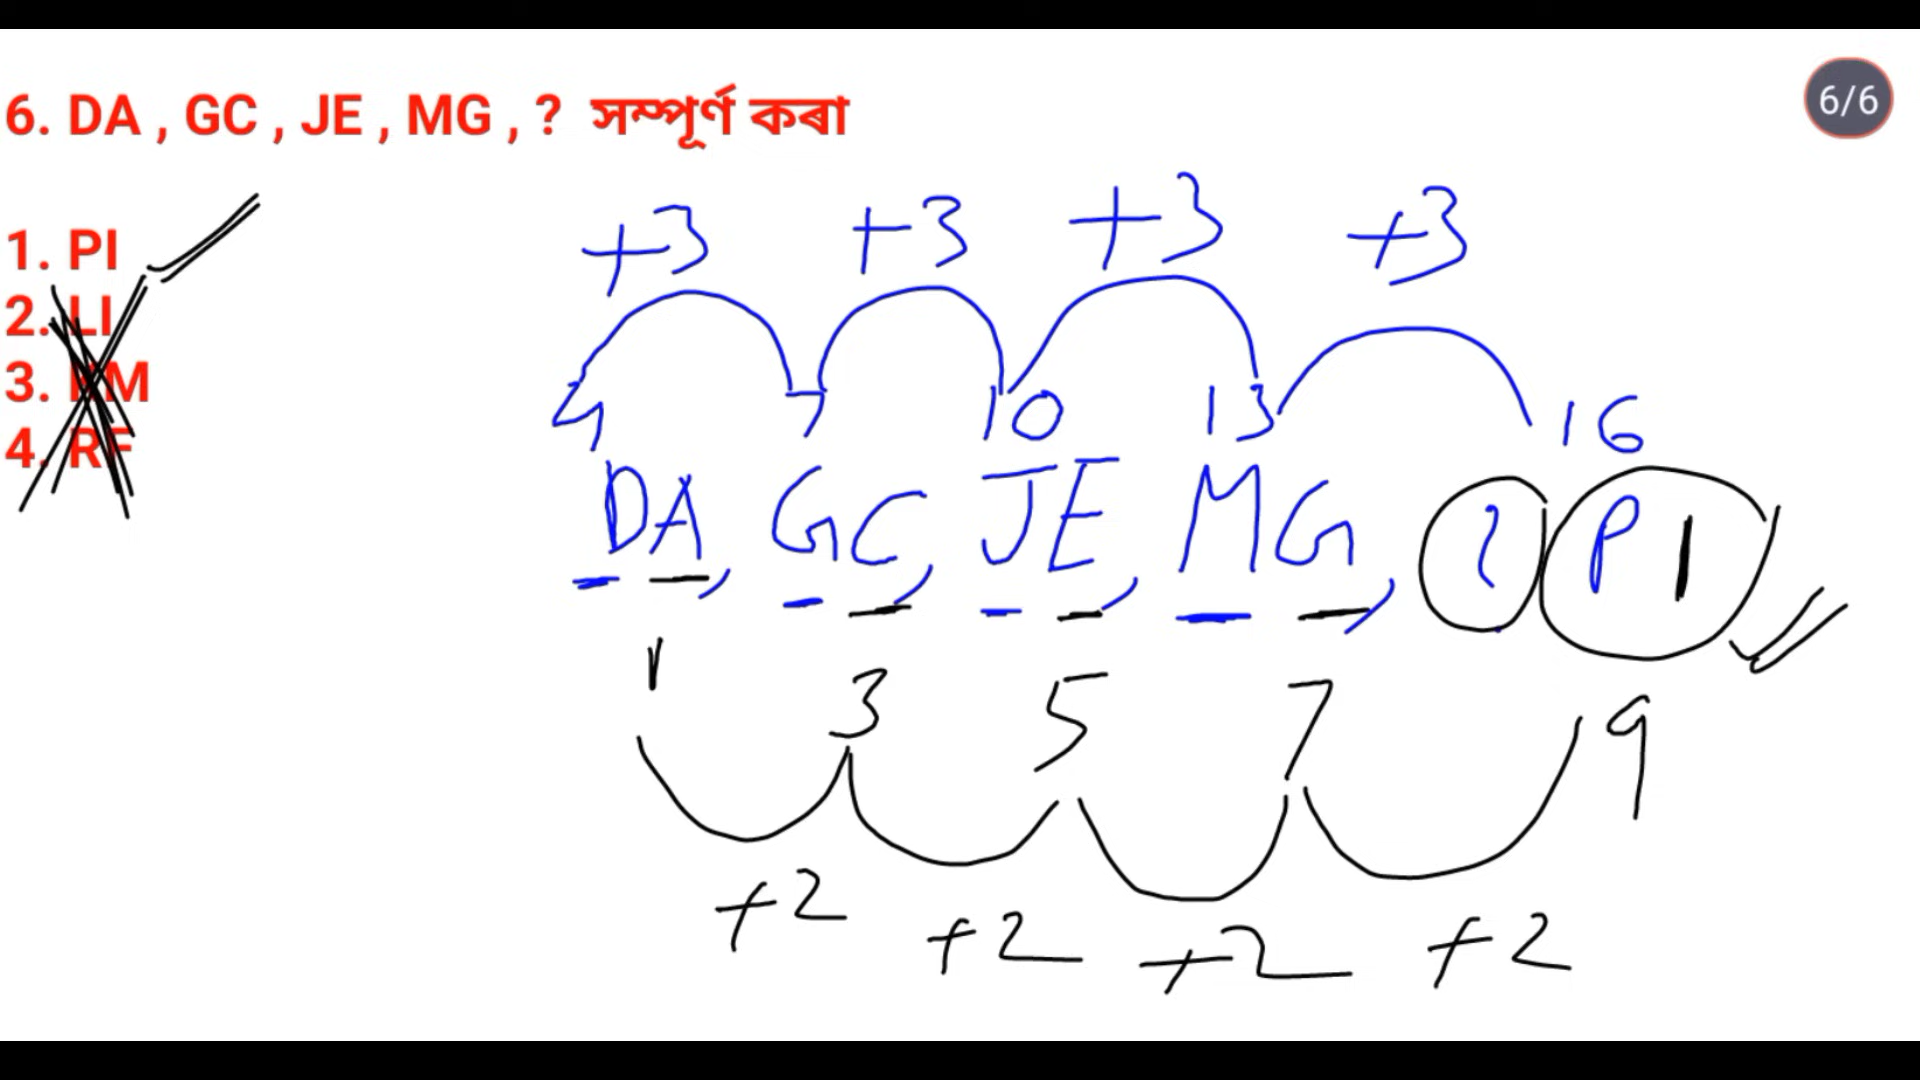 6. DA , GC , JE , MG , ? সম্পূৰ্ণ কৰা
6/6
1. PI
2. LI
3. M
4. RF
+3 +3 +3 +3
4 7 10 13 16
DA, GC, JE, MG, ? PI
1 3 5 7 9
+2 +2 +2 +2